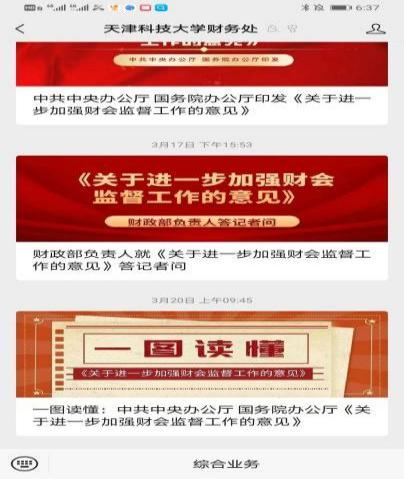 6:37
天津科技大学财务处
工作的意见》
中共中央办公厅 国务院办公厅印发
中共中央办公厅 国务院办公厅印发《关于进一
步加强财会监督工作的意见》
3月17日 下午15:53
《关于进一步加强财会
监督工作的意见》
财政部负责人答记者问
财政部负责人就《关于进一步加强财会监督工
作的意见》答记者问
3月20日 上午09:45
一图读懂
《关于进一步加强财会监督工作的意见》
一图读懂：中共中央办公厅 国务院办公厅《关
于进一步加强财会监督工作的意见》
综合业务